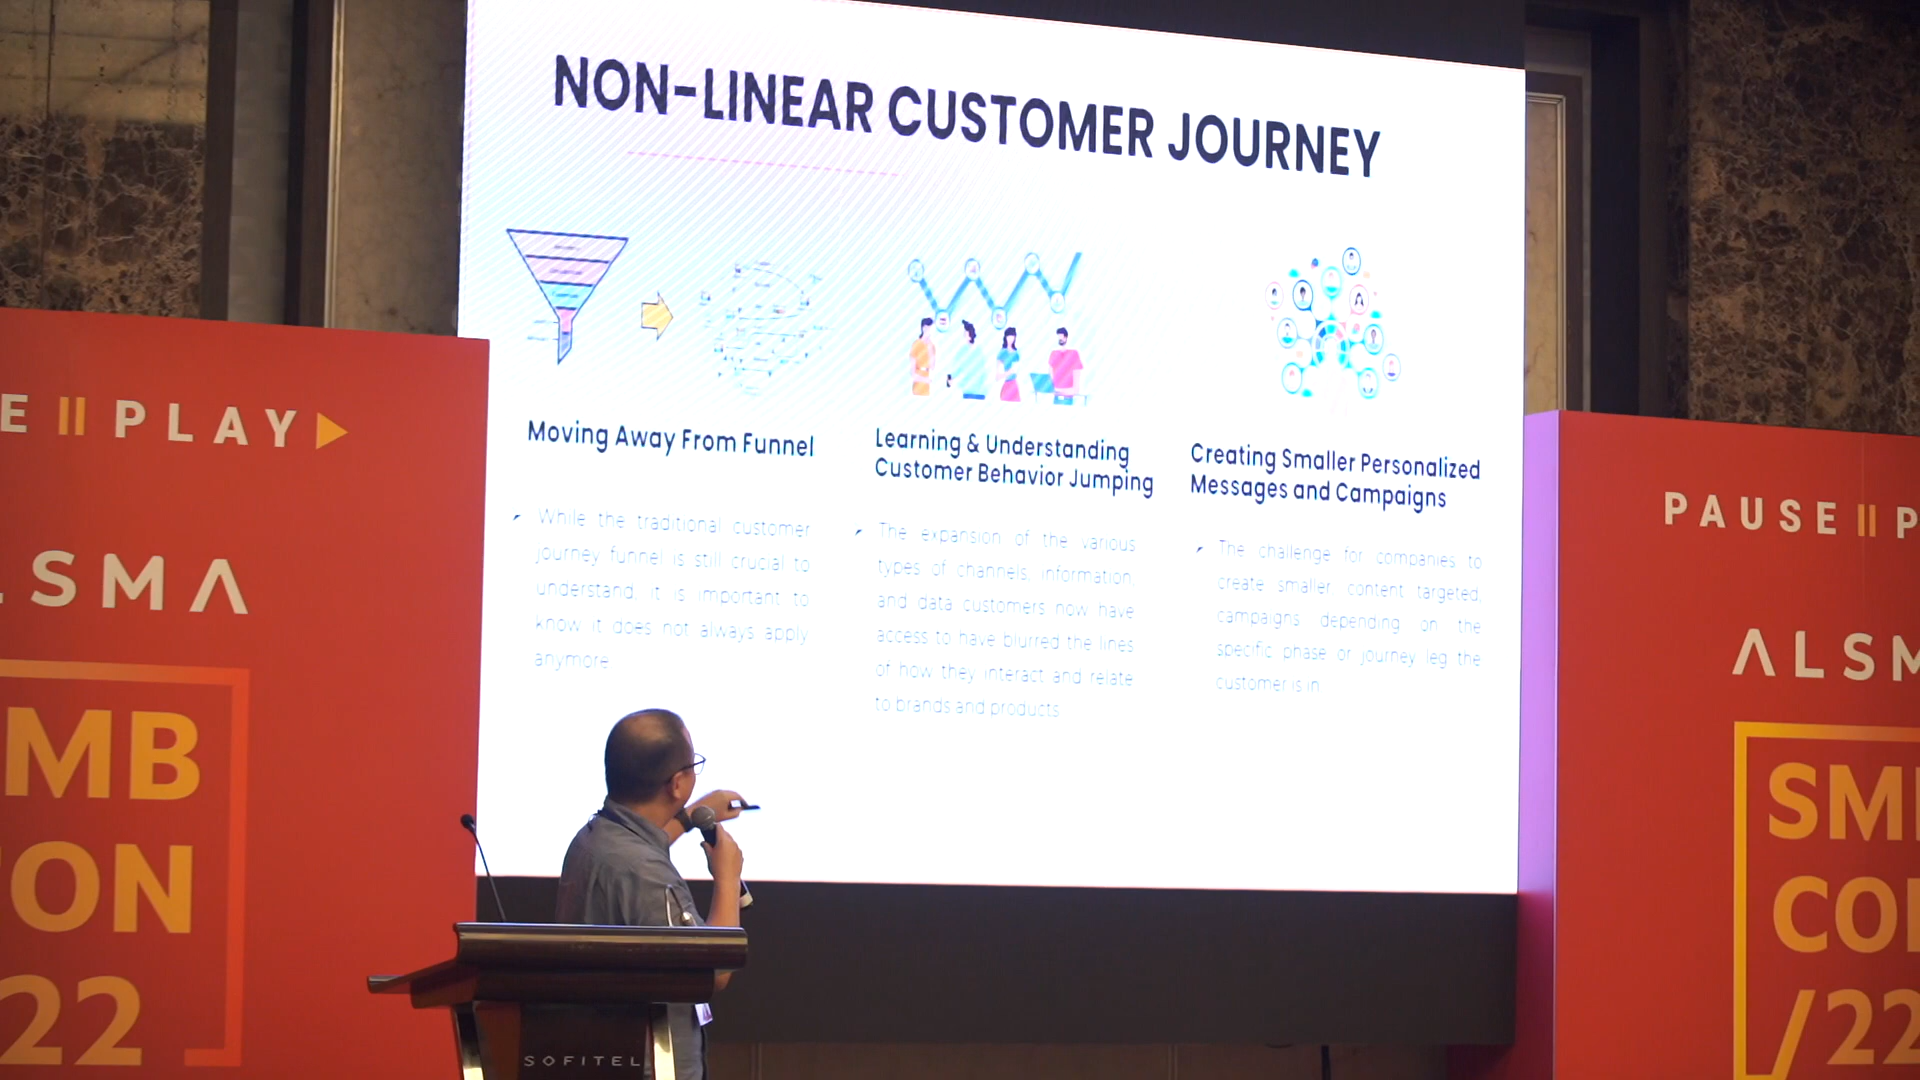 NON-LINEAR CUSTOMER JOURNEY
Moving Away From Funnel
While the traditional customer
journey funnel is still crucial to
understand, it is important to
know it does not always apply
anymore
Learning & Understanding
Customer Behavior Jumping
The expansion of the various
types of channels, information,
and data customers now have
access to have blurred the lines
of how they interact and relate
to brands and products
Creating Smaller Personalized
Messages and Campaigns
The challenge for companies to
create smaller, content targeted,
campaigns depending on the
specific phase or journey leg the
customer is in
E PLAY
LSMA
MB
ON
22
PAUSE P
ALSM
SM
CO
/22
SOFITEL